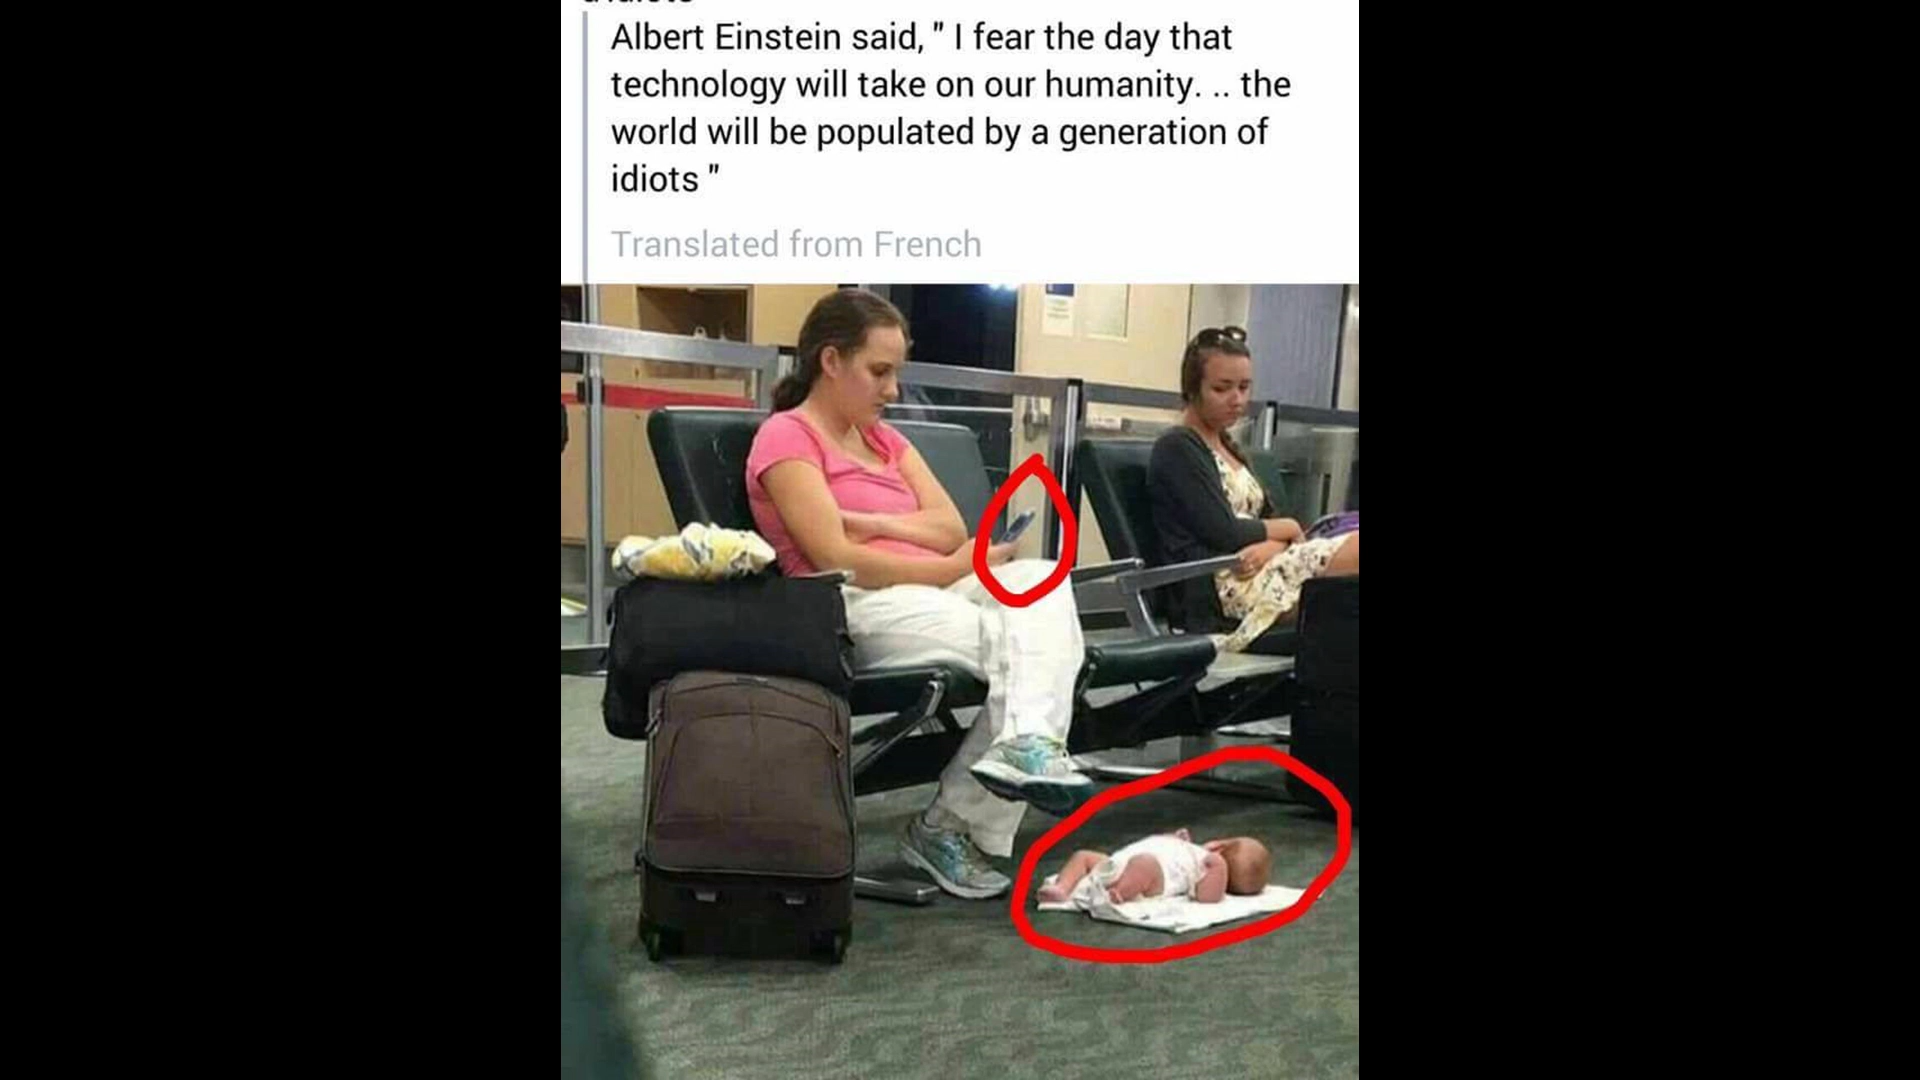 Albert Einstein said, " I fear the day that
technology will take on our humanity. .. the
world will be populated by a generation of
idiots "
Translated from French